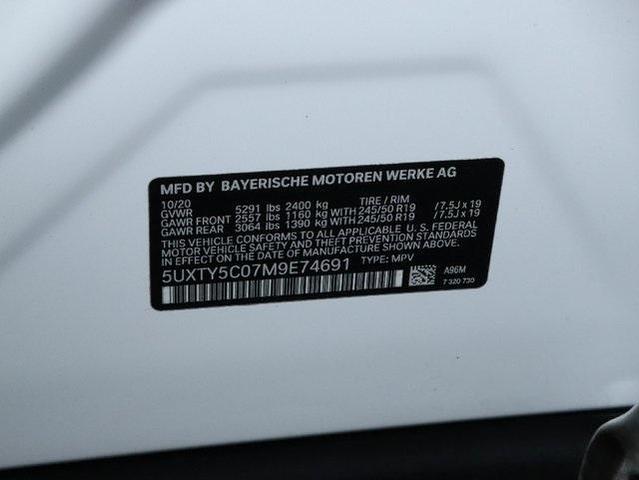 MFD BY BAYERISCHE MOTOREN WERKE AG
10/20 TIRE / RIM
GVWR 5291 lbs 2400 kg
GAWR FRONT 2557 lbs 1160 kg WITH 245/50 R19 /7.5J x 19
GAWR REAR 3064 lbs 1390 kg WITH 245/50 R19 /7.5J x 19
THIS VEHICLE CONFORMS TO ALL APPLICABLE U. S. FEDERAL
MOTOR VEHICLE SAFETY, BUMPER, AND THEFT PREVENTION STANDARDS
IN EFFECT ON THE DATE OF MANUFACTURE SHOWN ABOVE.
5UXTY5C07M9E74691 TYPE: MPV
A96M
7 320 730